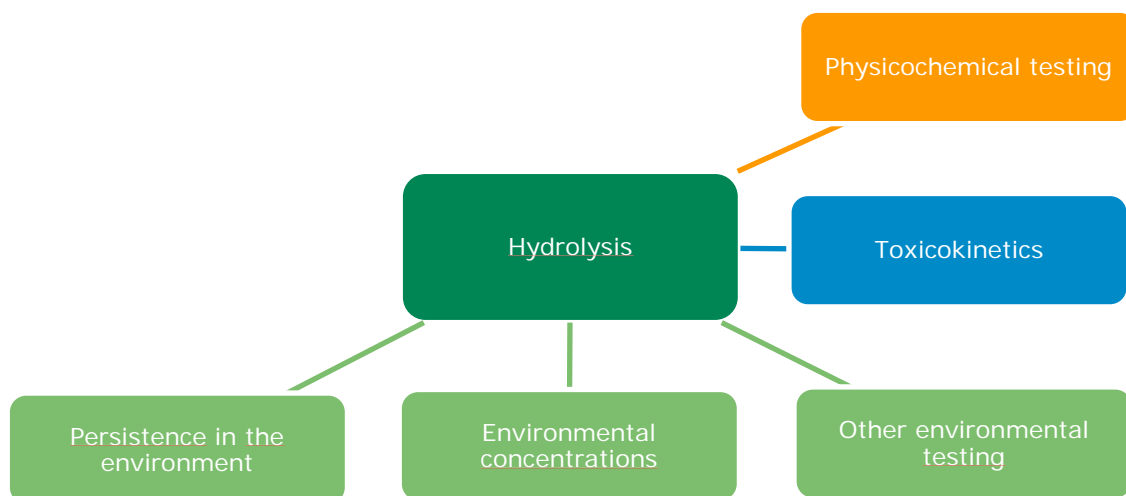 Physicochemical testing
Hydrolysis
Toxicokinetics
Persistence in the
environment
Environmental
concentrations
Other environmental
testing